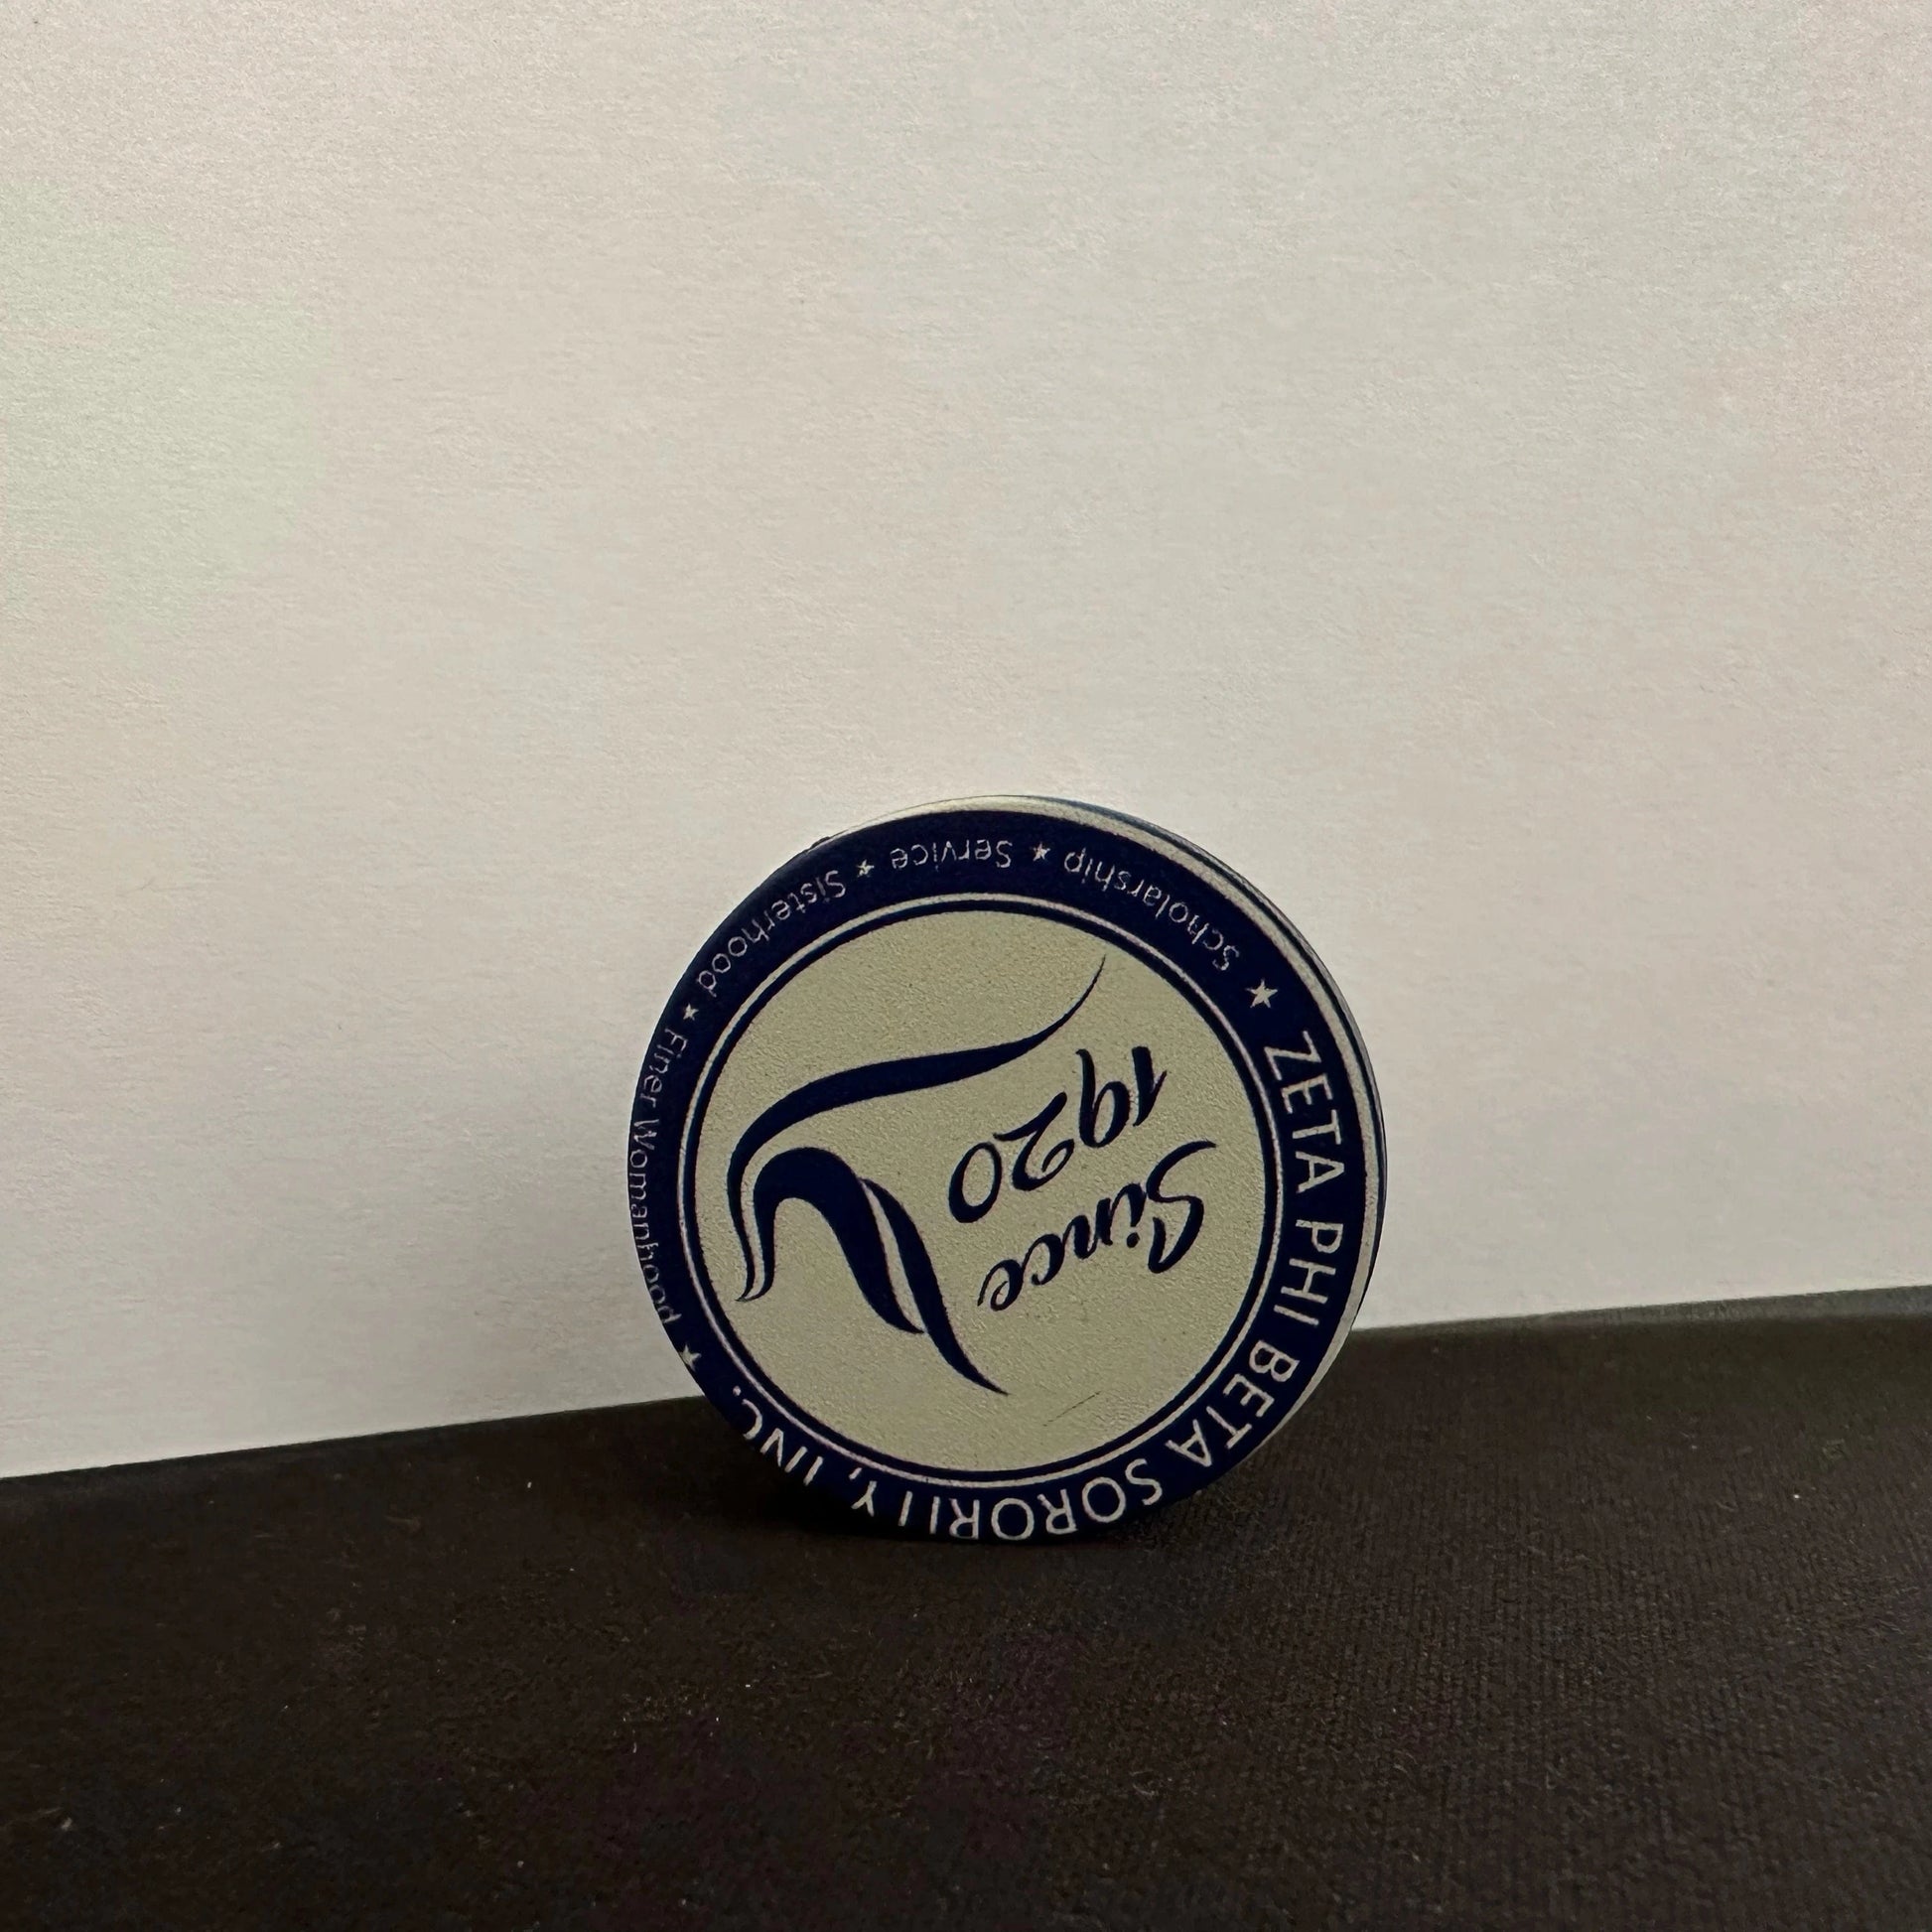 ZETA PHI BETA SORORITY, INC.
Since
1920
★ Scholarship ★ Service ★ Sisterhood ★ Finer Womanhood ★